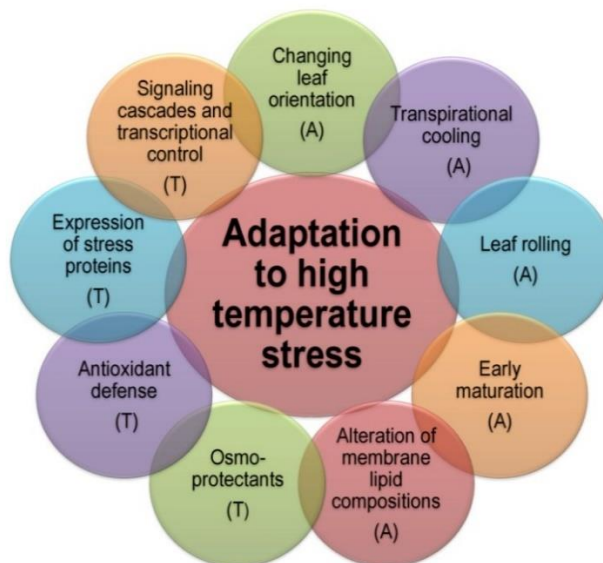 Changing
leaf
orientation
(A)
Transpirational
cooling
(A)
Leaf rolling
(A)
Early
maturation
(A)
Alteration of
membrane
lipid
compositions
(A)
Osmo-
protectants
(T)
Antioxidant
defense
(T)
Expression
of stress
proteins
(T)
Signaling
cascades and
transcriptional
control
(T)
Adaptation
to high
temperature
stress